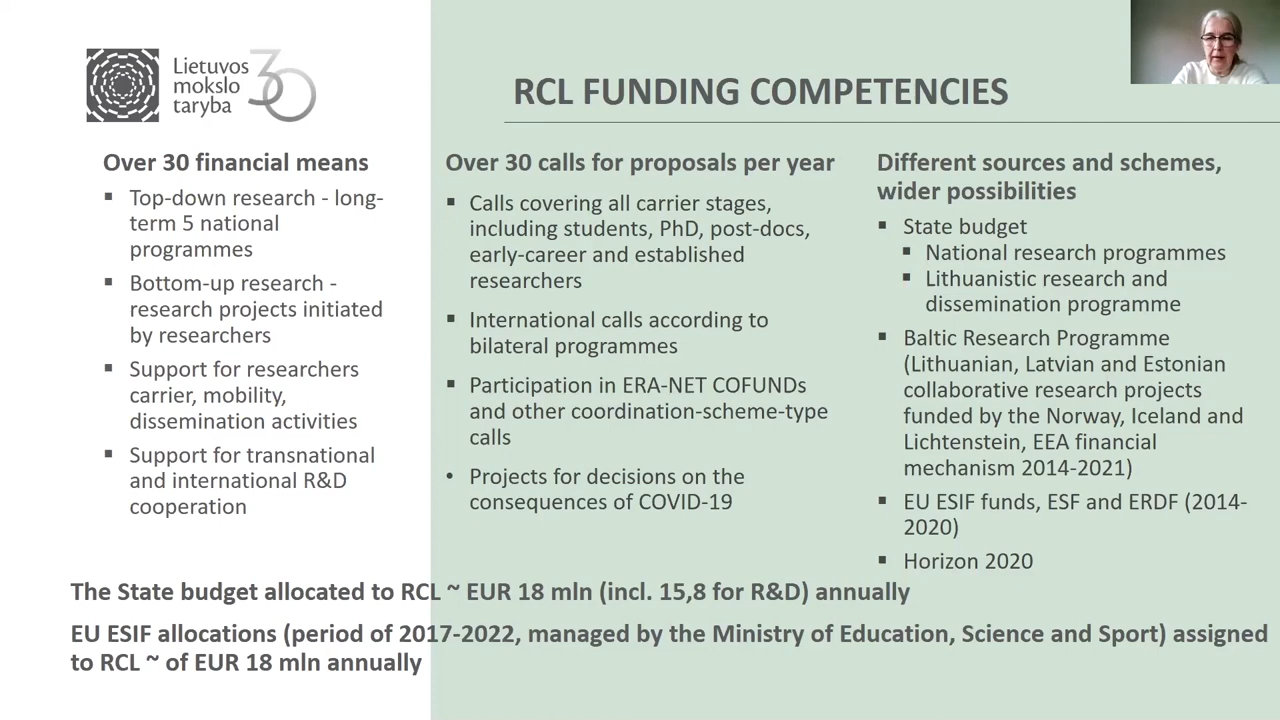 Lietuvos
mokslo
taryba
30
RCL FUNDING COMPETENCIES
Over 30 financial means
▪ Top-down research - long-
term 5 national
programmes
▪ Bottom-up research -
research projects initiated
by researchers
▪ Support for researchers
carrier, mobility,
dissemination activities
▪ Support for transnational
and international R&D
cooperation
Over 30 calls for proposals per year
▪ Calls covering all carrier stages,
including students, PhD, post-docs,
early-career and established
researchers
▪ International calls according to
bilateral programmes
▪ Participation in ERA-NET COFUNDs
and other coordination-scheme-type
calls
• Projects for decisions on the
consequences of COVID-19
Different sources and schemes,
wider possibilities
▪ State budget
▪ National research programmes
▪ Lithuanistic research and
dissemination programme
▪ Baltic Research Programme
(Lithuanian, Latvian and Estonian
collaborative research projects
funded by the Norway, Iceland and
Lichtenstein, EEA financial
mechanism 2014-2021)
▪ EU ESIF funds, ESF and ERDF (2014-
2020)
▪ Horizon 2020
The State budget allocated to RCL ~ EUR 18 mln (incl. 15,8 for R&D) annually
EU ESIF allocations (period of 2017-2022, managed by the Ministry of Education, Science and Sport) assigned
to RCL ~ of EUR 18 mln annually